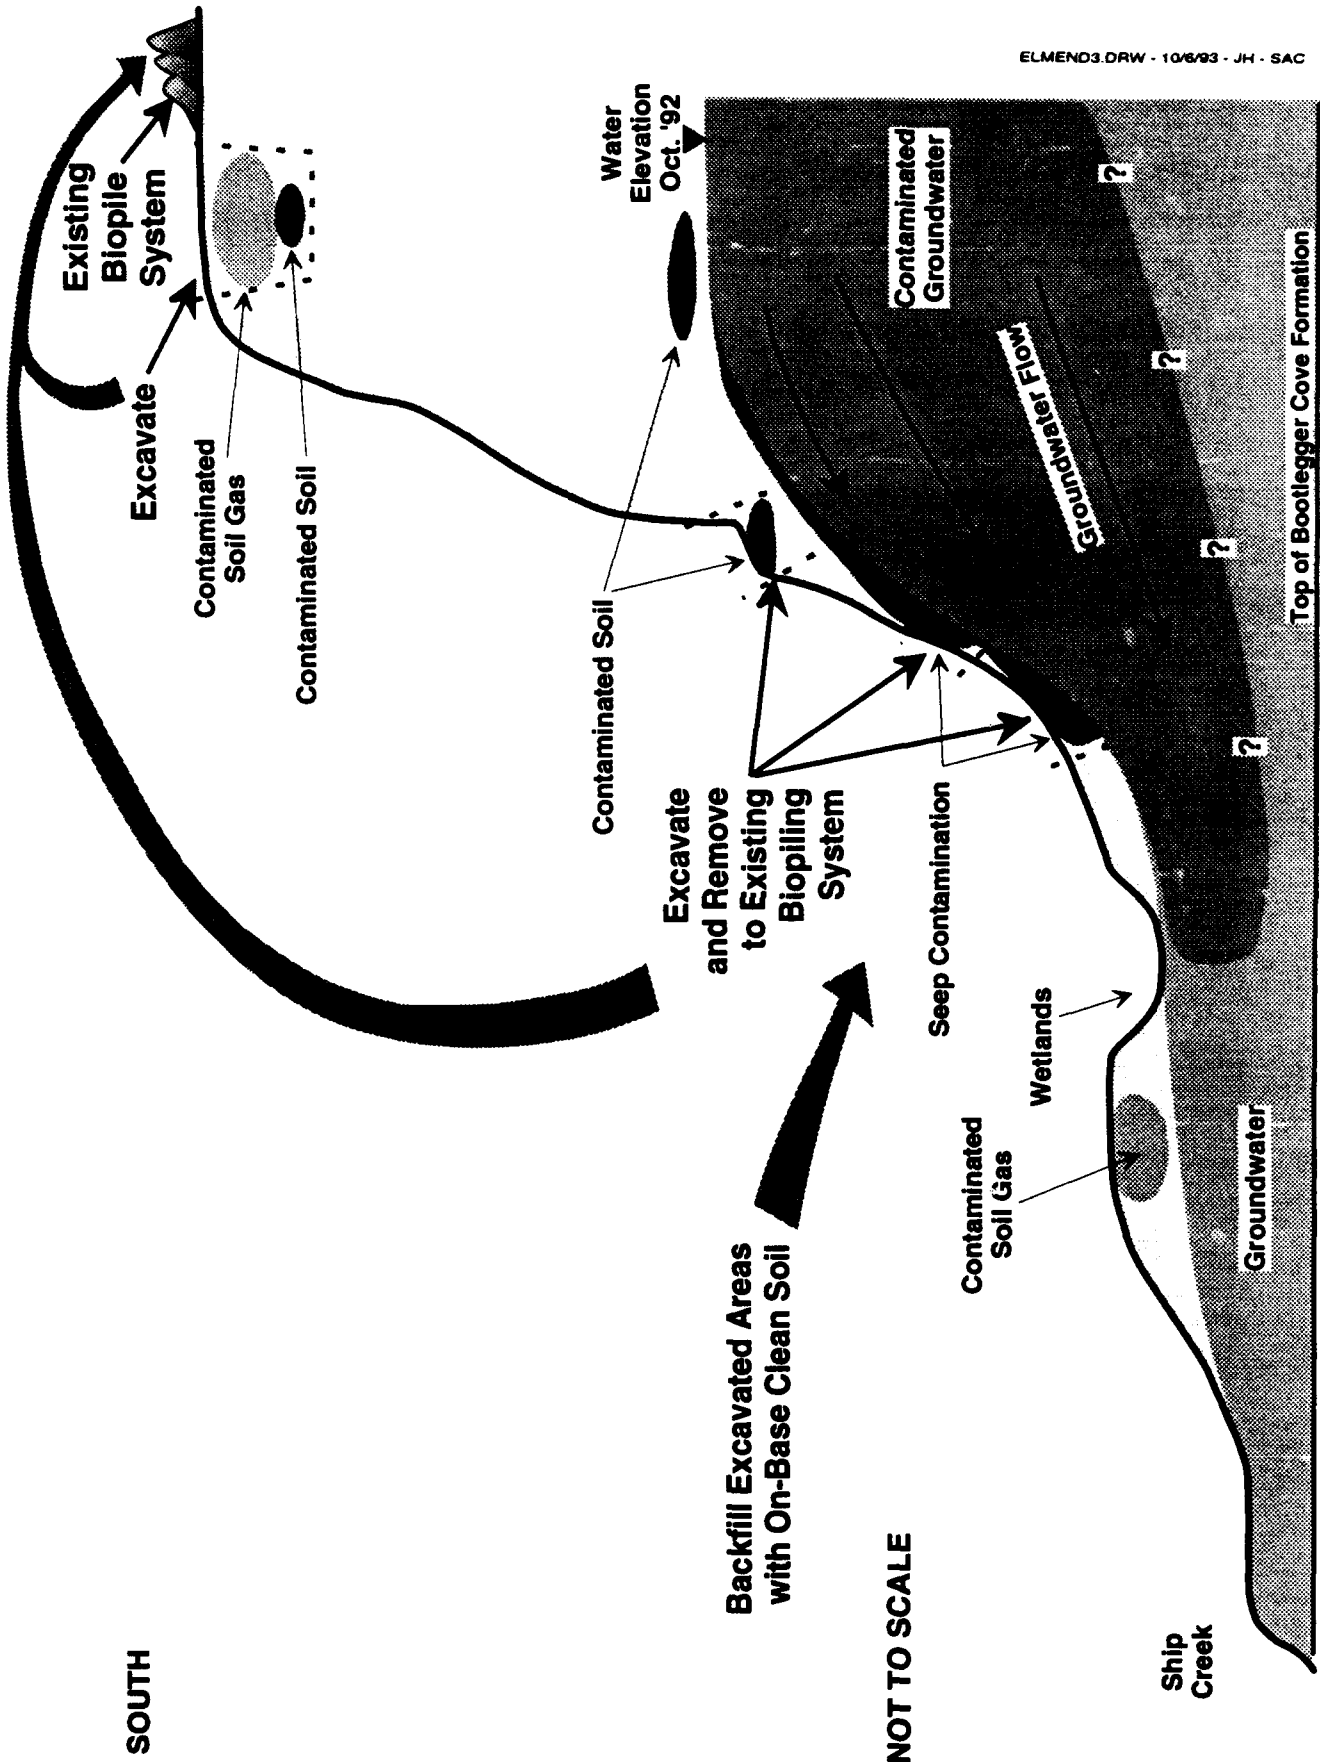 ELMEND3.DRW - 10/6/93 - JH - SAC
SOUTH
Existing
Biopile
System
Excavate
Contaminated
Soil Gas
Contaminated Soil
Water
Elevation
Oct. '92
Contaminated Soil
Excavate
and Remove
to Existing
Biopiling
System
Contaminated
Groundwater
Groundwater Flow
?
?
?
?
Seep Contamination
Wetlands
Contaminated
Soil Gas
Backfill Excavated Areas
with On-Base Clean Soil
NOT TO SCALE
Ship
Creek
Groundwater
Top of Bootlegger Cove Formation